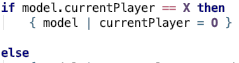 if model.currentPlayer == X then
{ model | currentPlayer = O }
else